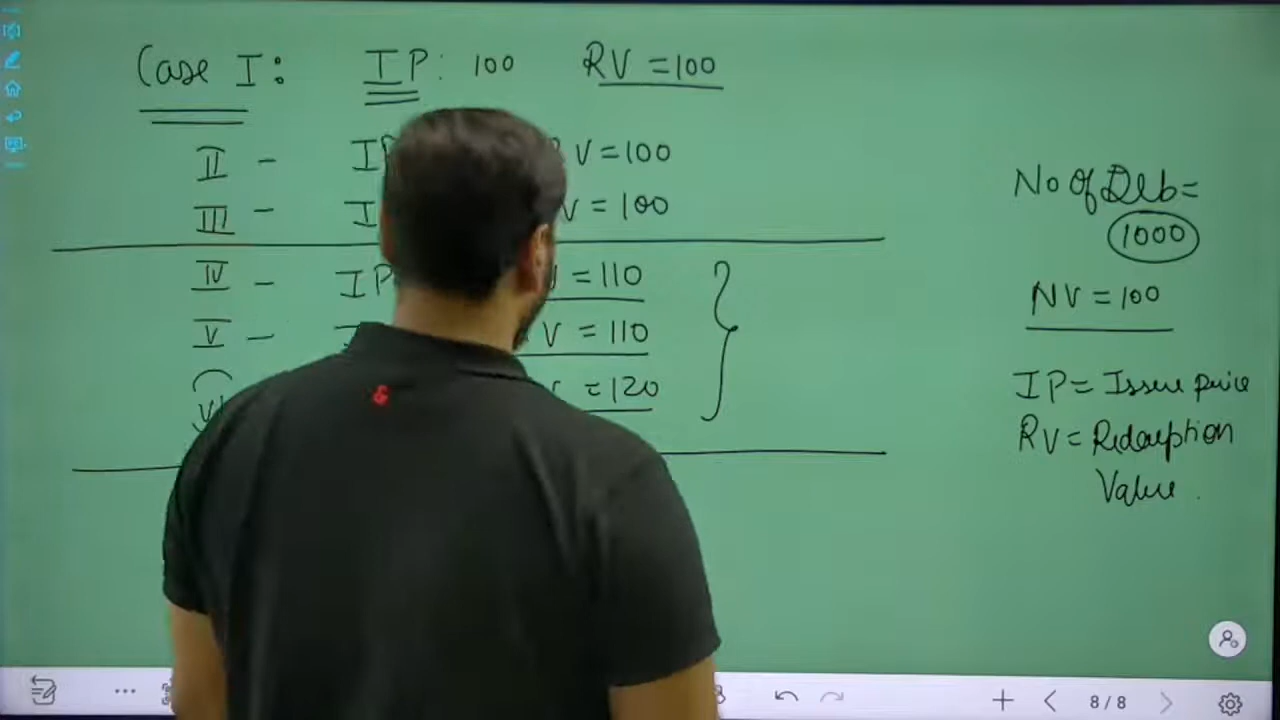 Case I: IP: 100 RV = 100
II - IP V = 100
III - I V = 100
IV - IP = 110
V - I V = 110
= 120
No Of Deb =
1000
NV = 100
IP = Issue price
RV = Redemption
Value.
8/8